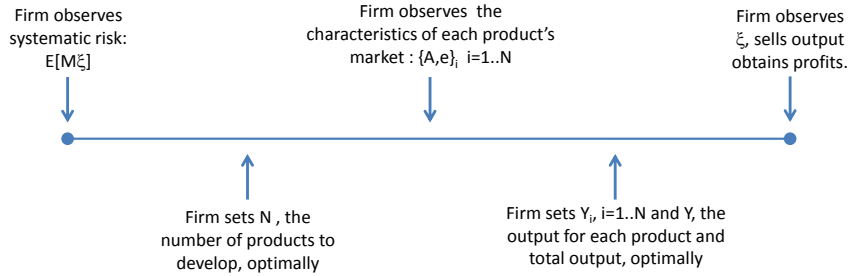 Firm observes
systematic risk:
E[Mξ]
Firm observes the
characteristics of each product's
market : {A,e}i i=1..N
Firm observes
ξ, sells output
obtains profits.
Firm sets N , the
number of products to
develop, optimally
Firm sets Yi, i=1..N and Y, the
output for each product and
total output, optimally